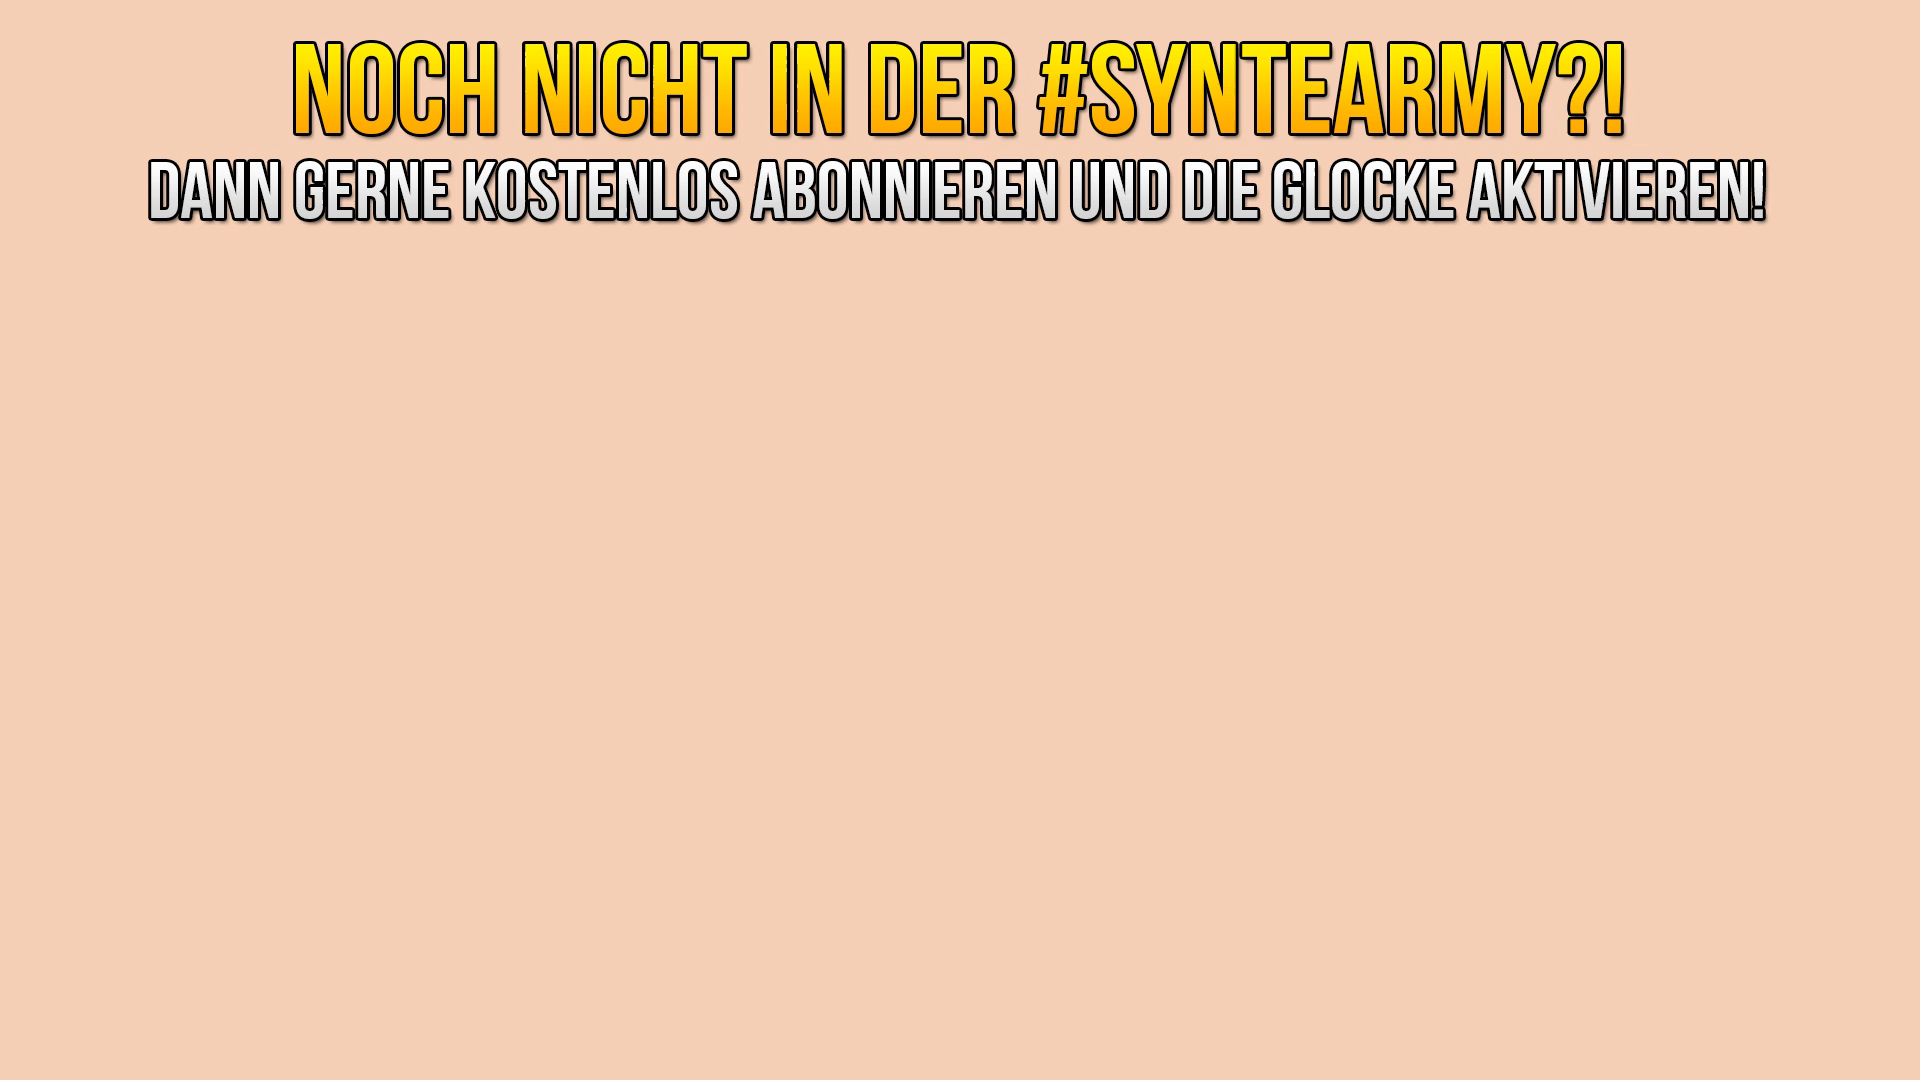 NOCH NICHT IN DER #SYNTEARMY?!
DANN GERNE KOSTENLOS ABONNIEREN UND DIE GLOCKE AKTIVIEREN!